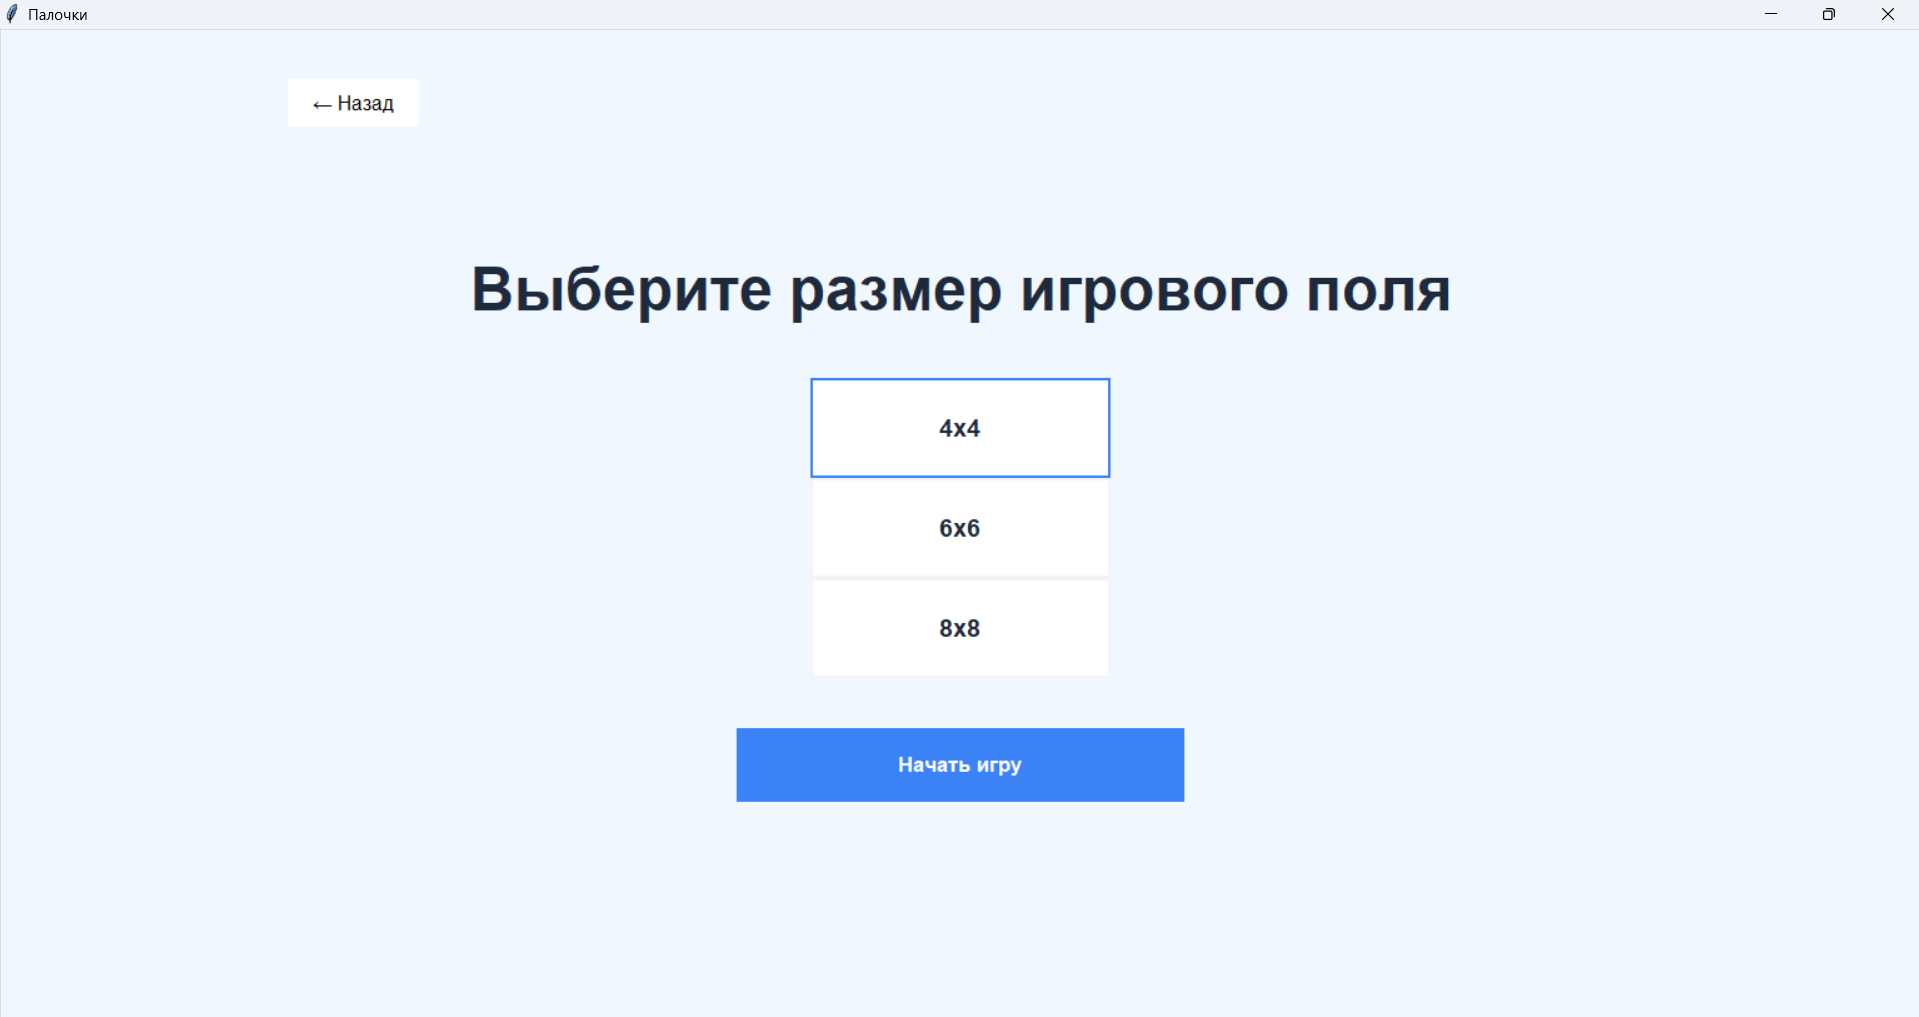 Палочки
← Назад
Выберите размер игрового поля
4x4
6x6
8x8
Начать игру